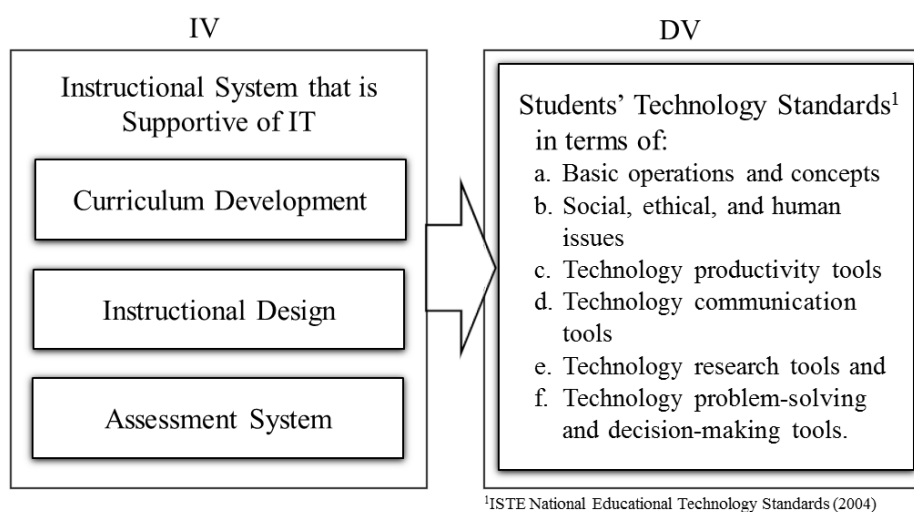 IV
Instructional System that is
Supportive of IT
Curriculum Development
Instructional Design
Assessment System
DV
Students’ Technology Standards¹
in terms of:
a. Basic operations and concepts
b. Social, ethical, and human
issues
c. Technology productivity tools
d. Technology communication
tools
e. Technology research tools and
f. Technology problem-solving
and decision-making tools.
¹ISTE National Educational Technology Standards (2004)